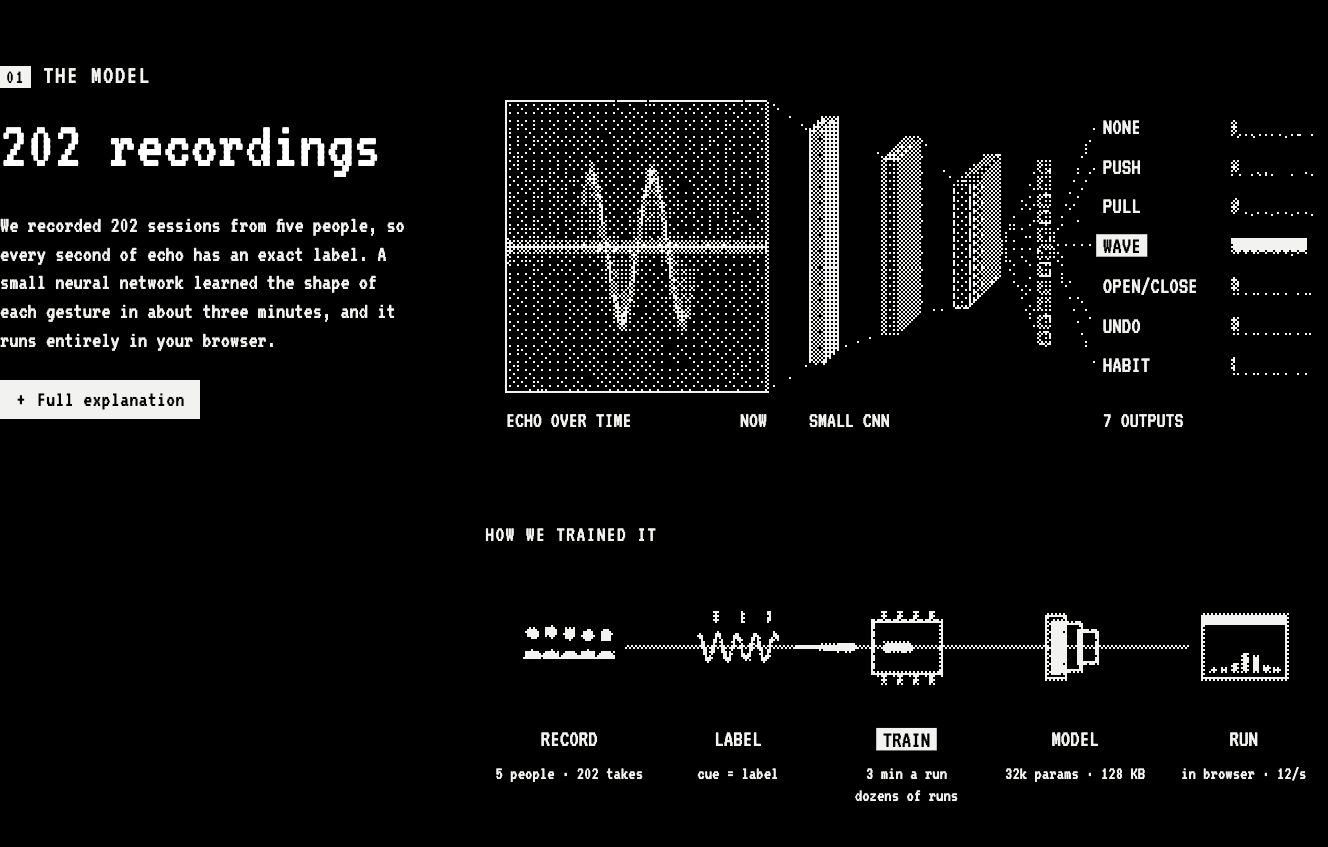 01 THE MODEL
202 recordings
We recorded 202 sessions from five people, so
every second of echo has an exact label. A
small neural network learned the shape of
each gesture in about three minutes, and it
runs entirely in your browser.
+ Full explanation
NONE
PUSH
PULL
WAVE
OPEN/CLOSE
UNDO
HABIT
ECHO OVER TIME NOW SMALL CNN 7 OUTPUTS
HOW WE TRAINED IT
RECORD LABEL TRAIN MODEL RUN
5 people · 202 takes cue = label 3 min a run 32k params · 128 KB in browser · 12/s
dozens of runs